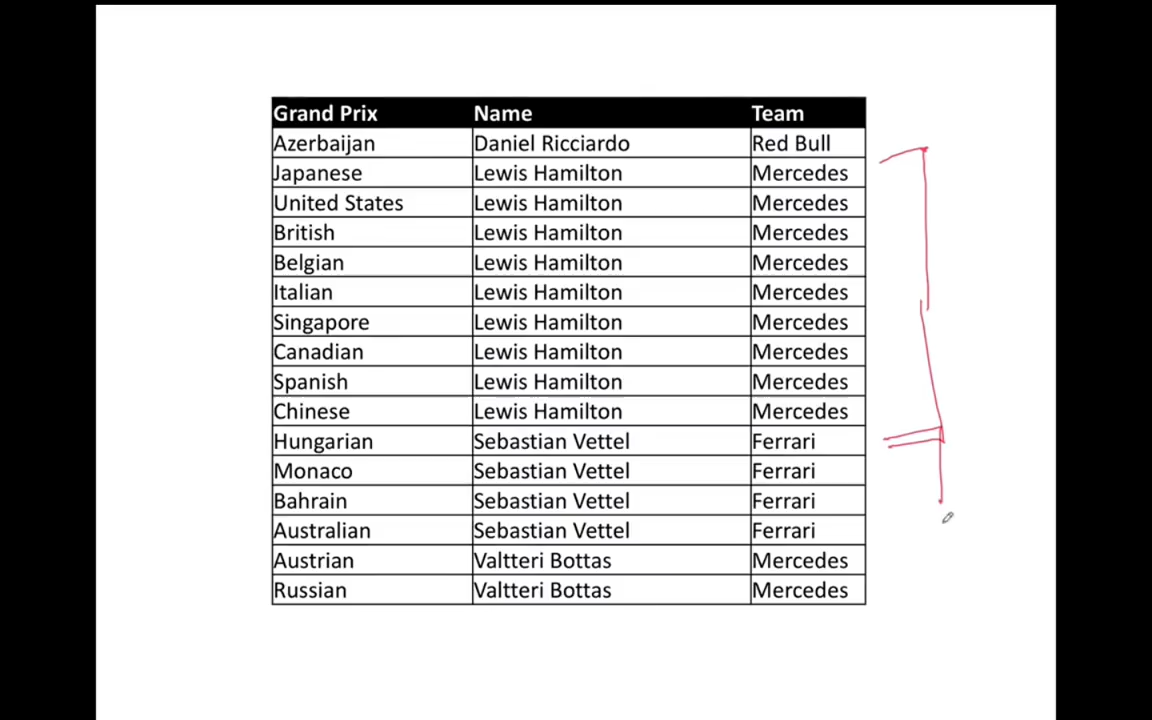 Grand Prix Name Team
Azerbaijan Daniel Ricciardo Red Bull
Japanese Lewis Hamilton Mercedes
United States Lewis Hamilton Mercedes
British Lewis Hamilton Mercedes
Belgian Lewis Hamilton Mercedes
Italian Lewis Hamilton Mercedes
Singapore Lewis Hamilton Mercedes
Canadian Lewis Hamilton Mercedes
Spanish Lewis Hamilton Mercedes
Chinese Lewis Hamilton Mercedes
Hungarian Sebastian Vettel Ferrari
Monaco Sebastian Vettel Ferrari
Bahrain Sebastian Vettel Ferrari
Australian Sebastian Vettel Ferrari
Austrian Valtteri Bottas Mercedes
Russian Valtteri Bottas Mercedes